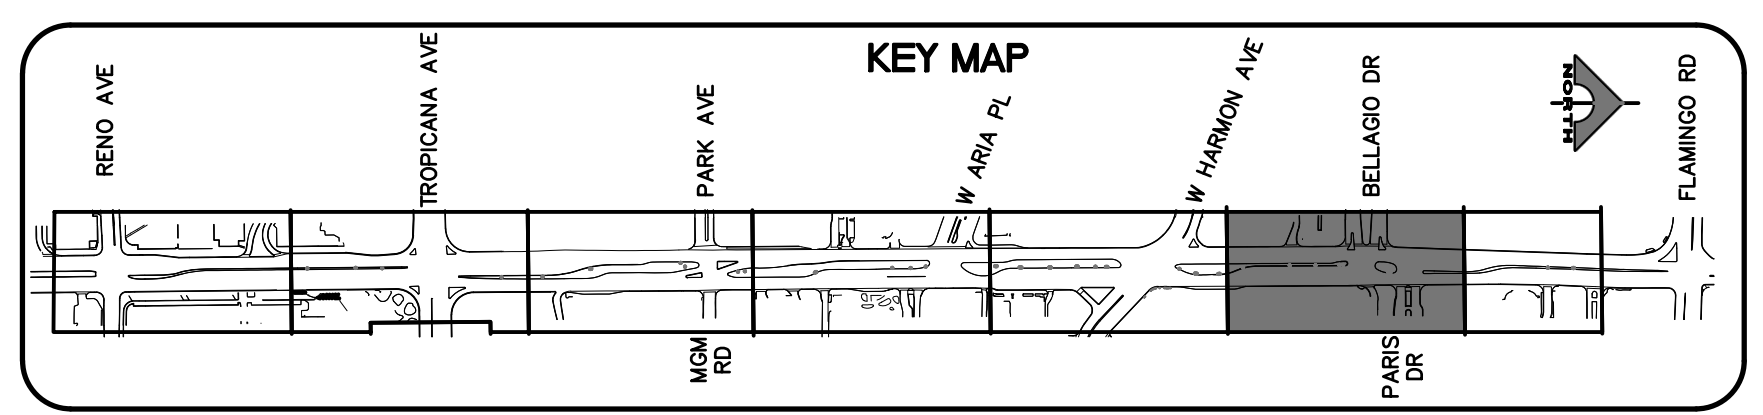 KEY MAP
RENO AVE
TROPICANA AVE
PARK AVE
W ARIA PL
W HARMON AVE
BELLAGIO DR
NORTH
FLAMINGO RD
MGM
RD
PARIS
DR